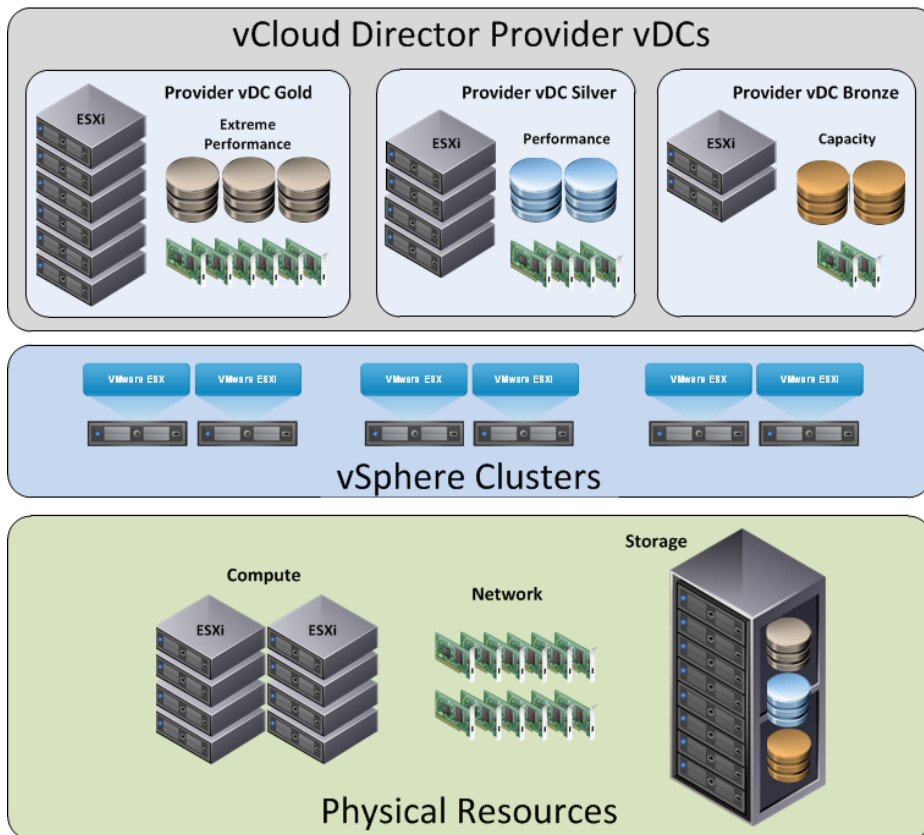 vCloud Director Provider vDCs
Provider vDC Gold
ESXi
Extreme
Performance
Provider vDC Silver
ESXi
Performance
Provider vDC Bronze
ESXi
Capacity
VMware ESX
VMware ESXi
VMware ESX
VMware ESXi
VMware ESX
VMware ESXi
vSphere Clusters
Storage
Compute
Network
ESXi
ESXi
Physical Resources